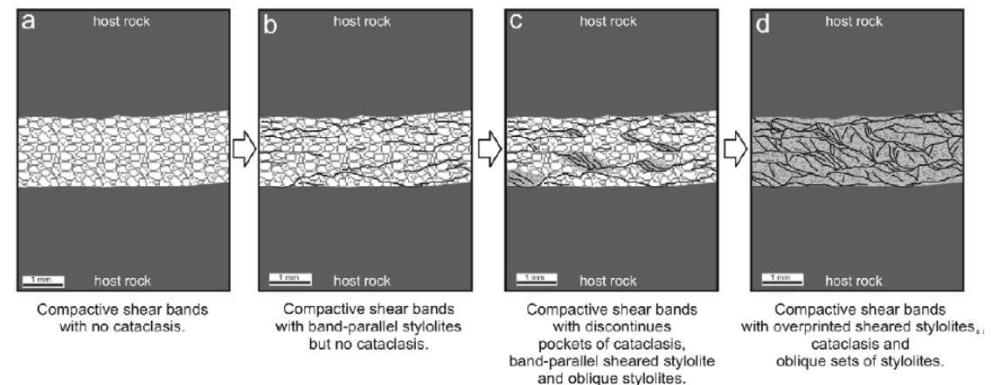 a
host rock
host rock
1 mm
Compactive shear bands
with no cataclasis.
b
host rock
host rock
1 mm
Compactive shear bands
with band-parallel stylolites
but no cataclasis.
c
host rock
host rock
1 mm
Compactive shear bands
with discontinues
pockets of cataclasis,
band-parallel sheared stylolite
and oblique stylolites.
d
host rock
host rock
1 mm
Compactive shear bands
with overprinted sheared stylolites,
cataclasis and
oblique sets of stylolites.